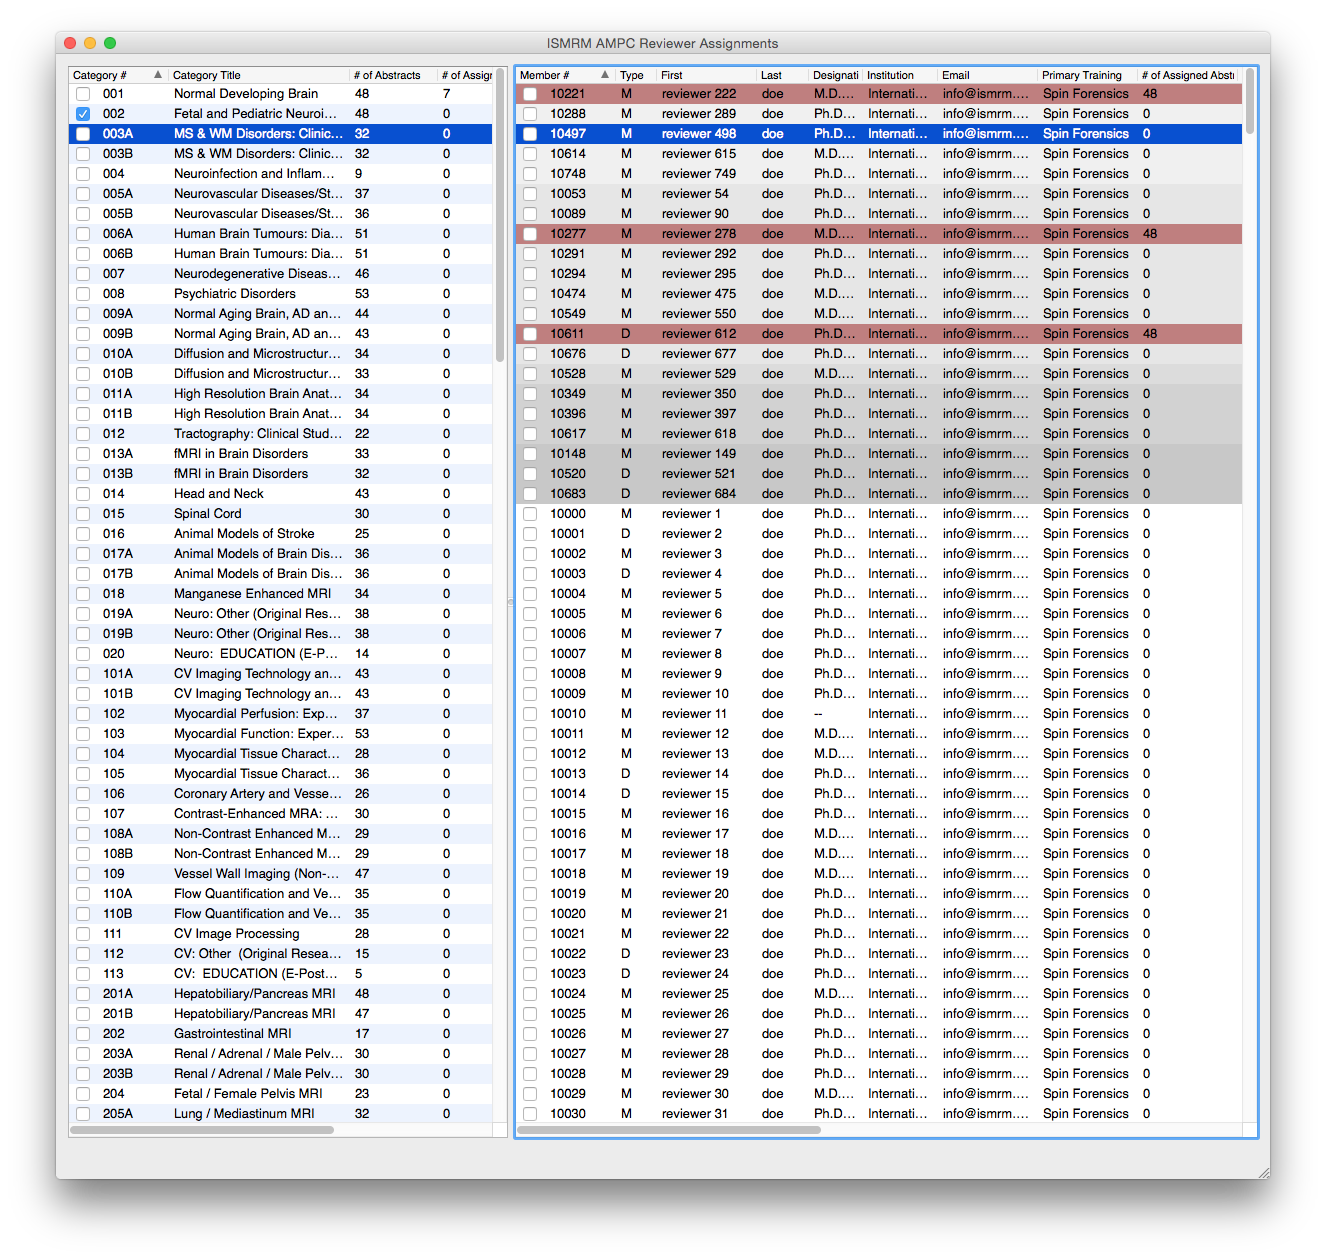 ISMRM AMPC Reviewer Assignments
Category # Category Title # of Abstracts # of Assigr
001 Normal Developing Brain 48 7
002 Fetal and Pediatric Neuroi... 48 0
003A MS & WM Disorders: Clinic... 32 0
003B MS & WM Disorders: Clinic... 32 0
004 Neuroinfection and Inflam... 9 0
005A Neurovascular Diseases/St... 37 0
005B Neurovascular Diseases/St... 36 0
006A Human Brain Tumours: Dia... 51 0
006B Human Brain Tumours: Dia... 51 0
007 Neurodegenerative Diseas... 46 0
008 Psychiatric Disorders 53 0
009A Normal Aging Brain, AD an... 44 0
009B Normal Aging Brain, AD an... 43 0
010A Diffusion and Microstructur... 34 0
010B Diffusion and Microstructur... 33 0
011A High Resolution Brain Anat... 34 0
011B High Resolution Brain Anat... 34 0
012 Tractography: Clinical Stud... 22 0
013A fMRI in Brain Disorders 33 0
013B fMRI in Brain Disorders 32 0
014 Head and Neck 43 0
015 Spinal Cord 30 0
016 Animal Models of Stroke 25 0
017A Animal Models of Brain Dis... 36 0
017B Animal Models of Brain Dis... 36 0
018 Manganese Enhanced MRI 34 0
019A Neuro: Other (Original Res... 38 0
019B Neuro: Other (Original Res... 38 0
020 Neuro: EDUCATION (E-P... 14 0
101A CV Imaging Technology an... 43 0
101B CV Imaging Technology an... 43 0
102 Myocardial Perfusion: Exp... 37 0
103 Myocardial Function: Exper... 53 0
104 Myocardial Tissue Charact... 28 0
105 Myocardial Tissue Charact... 36 0
106 Coronary Artery and Vesse... 26 0
107 Contrast-Enhanced MRA: ... 30 0
108A Non-Contrast Enhanced M... 29 0
108B Non-Contrast Enhanced M... 29 0
109 Vessel Wall Imaging (Non-... 47 0
110A Flow Quantification and Ve... 35 0
110B Flow Quantification and Ve... 35 0
111 CV Image Processing 28 0
112 CV: Other (Original Resea... 15 0
113 CV: EDUCATION (E-Post... 5 0
201A Hepatobiliary/Pancreas MRI 48 0
201B Hepatobiliary/Pancreas MRI 47 0
202 Gastrointestinal MRI 17 0
203A Renal / Adrenal / Male Pelv... 30 0
203B Renal / Adrenal / Male Pelv... 30 0
204 Fetal / Female Pelvis MRI 23 0
205A Lung / Mediastinum MRI 32 0
Member # Type First Last Designati Institution Email Primary Training # of Assigned Abstr
10221 M reviewer 222 doe M.D.... Internati... info@ismrm.... Spin Forensics 48
10288 M reviewer 289 doe Ph.D... Internati... info@ismrm.... Spin Forensics 0
10497 M reviewer 498 doe Ph.D... Internati... info@ismrm.... Spin Forensics 0
10614 M reviewer 615 doe M.D.... Internati... info@ismrm.... Spin Forensics 0
10748 M reviewer 749 doe Ph.D... Internati... info@ismrm.... Spin Forensics 0
10053 M reviewer 54 doe Ph.D... Internati... info@ismrm.... Spin Forensics 0
10089 M reviewer 90 doe Ph.D... Internati... info@ismrm.... Spin Forensics 0
10277 M reviewer 278 doe M.D.... Internati... info@ismrm.... Spin Forensics 48
10291 M reviewer 292 doe Ph.D... Internati... info@ismrm.... Spin Forensics 0
10294 M reviewer 295 doe Ph.D... Internati... info@ismrm.... Spin Forensics 0
10474 M reviewer 475 doe M.D.... Internati... info@ismrm.... Spin Forensics 0
10549 M reviewer 550 doe M.D.... Internati... info@ismrm.... Spin Forensics 0
10611 D reviewer 612 doe Ph.D... Internati... info@ismrm.... Spin Forensics 48
10676 D reviewer 677 doe Ph.D... Internati... info@ismrm.... Spin Forensics 0
10528 M reviewer 529 doe M.D.... Internati... info@ismrm.... Spin Forensics 0
10349 M reviewer 350 doe Ph.D... Internati... info@ismrm.... Spin Forensics 0
10396 M reviewer 397 doe Ph.D... Internati... info@ismrm.... Spin Forensics 0
10617 M reviewer 618 doe Ph.D... Internati... info@ismrm.... Spin Forensics 0
10148 M reviewer 149 doe Ph.D... Internati... info@ismrm.... Spin Forensics 0
10520 D reviewer 521 doe Ph.D... Internati... info@ismrm.... Spin Forensics 0
10683 D reviewer 684 doe Ph.D... Internati... info@ismrm.... Spin Forensics 0
10000 M reviewer 1 doe Ph.D... Internati... info@ismrm.... Spin Forensics 0
10001 D reviewer 2 doe Ph.D... Internati... info@ismrm.... Spin Forensics 0
10002 M reviewer 3 doe Ph.D... Internati... info@ismrm.... Spin Forensics 0
10003 D reviewer 4 doe Ph.D... Internati... info@ismrm.... Spin Forensics 0
10004 M reviewer 5 doe Ph.D... Internati... info@ismrm.... Spin Forensics 0
10005 M reviewer 6 doe Ph.D... Internati... info@ismrm.... Spin Forensics 0
10006 M reviewer 7 doe Ph.D... Internati... info@ismrm.... Spin Forensics 0
10007 M reviewer 8 doe Ph.D... Internati... info@ismrm.... Spin Forensics 0
10008 M reviewer 9 doe Ph.D... Internati... info@ismrm.... Spin Forensics 0
10009 M reviewer 10 doe Ph.D... Internati... info@ismrm.... Spin Forensics 0
10010 M reviewer 11 doe -- Internati... info@ismrm.... Spin Forensics 0
10011 M reviewer 12 doe M.D.... Internati... info@ismrm.... Spin Forensics 0
10012 M reviewer 13 doe M.D.... Internati... info@ismrm.... Spin Forensics 0
10013 D reviewer 14 doe Ph.D... Internati... info@ismrm.... Spin Forensics 0
10014 D reviewer 15 doe Ph.D... Internati... info@ismrm.... Spin Forensics 0
10015 M reviewer 16 doe Ph.D... Internati... info@ismrm.... Spin Forensics 0
10016 M reviewer 17 doe M.D.... Internati... info@ismrm.... Spin Forensics 0
10017 M reviewer 18 doe M.D.... Internati... info@ismrm.... Spin Forensics 0
10018 M reviewer 19 doe M.D.... Internati... info@ismrm.... Spin Forensics 0
10019 M reviewer 20 doe Ph.D... Internati... info@ismrm.... Spin Forensics 0
10020 M reviewer 21 doe Ph.D... Internati... info@ismrm.... Spin Forensics 0
10021 M reviewer 22 doe Ph.D... Internati... info@ismrm.... Spin Forensics 0
10022 D reviewer 23 doe Ph.D... Internati... info@ismrm.... Spin Forensics 0
10023 D reviewer 24 doe Ph.D... Internati... info@ismrm.... Spin Forensics 0
10024 M reviewer 25 doe M.D.... Internati... info@ismrm.... Spin Forensics 0
10025 M reviewer 26 doe Ph.D... Internati... info@ismrm.... Spin Forensics 0
10026 M reviewer 27 doe Ph.D... Internati... info@ismrm.... Spin Forensics 0
10027 M reviewer 28 doe Ph.D... Internati... info@ismrm.... Spin Forensics 0
10028 M reviewer 29 doe Ph.D... Internati... info@ismrm.... Spin Forensics 0
10029 M reviewer 30 doe M.D.... Internati... info@ismrm.... Spin Forensics 0
10030 M reviewer 31 doe Ph.D... Internati... info@ismrm.... Spin Forensics 0